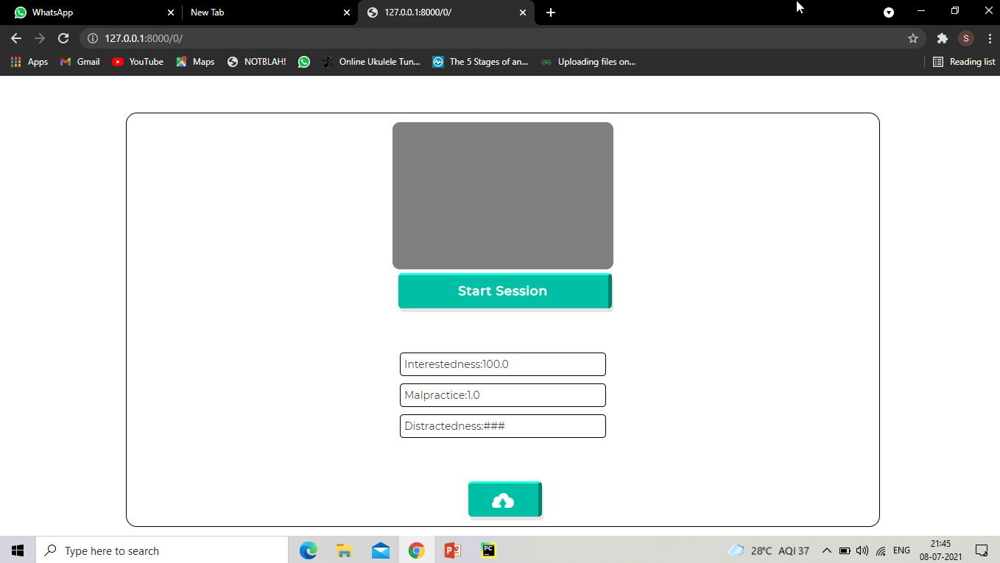 WhatsApp
New Tab
127.0.0.1:8000/0/
127.0.0.1:8000/0/
S
Apps
Gmail
YouTube
Maps
NOTBLAH!
Online Ukulele Tun...
The 5 Stages of an...
Uploading files on...
Reading list
Start Session
Interestedness:100.0
Malpractice:1.0
Distractedness:###
Type here to search
PC
28°C AQI 37
ENG
21:45
08-07-2021